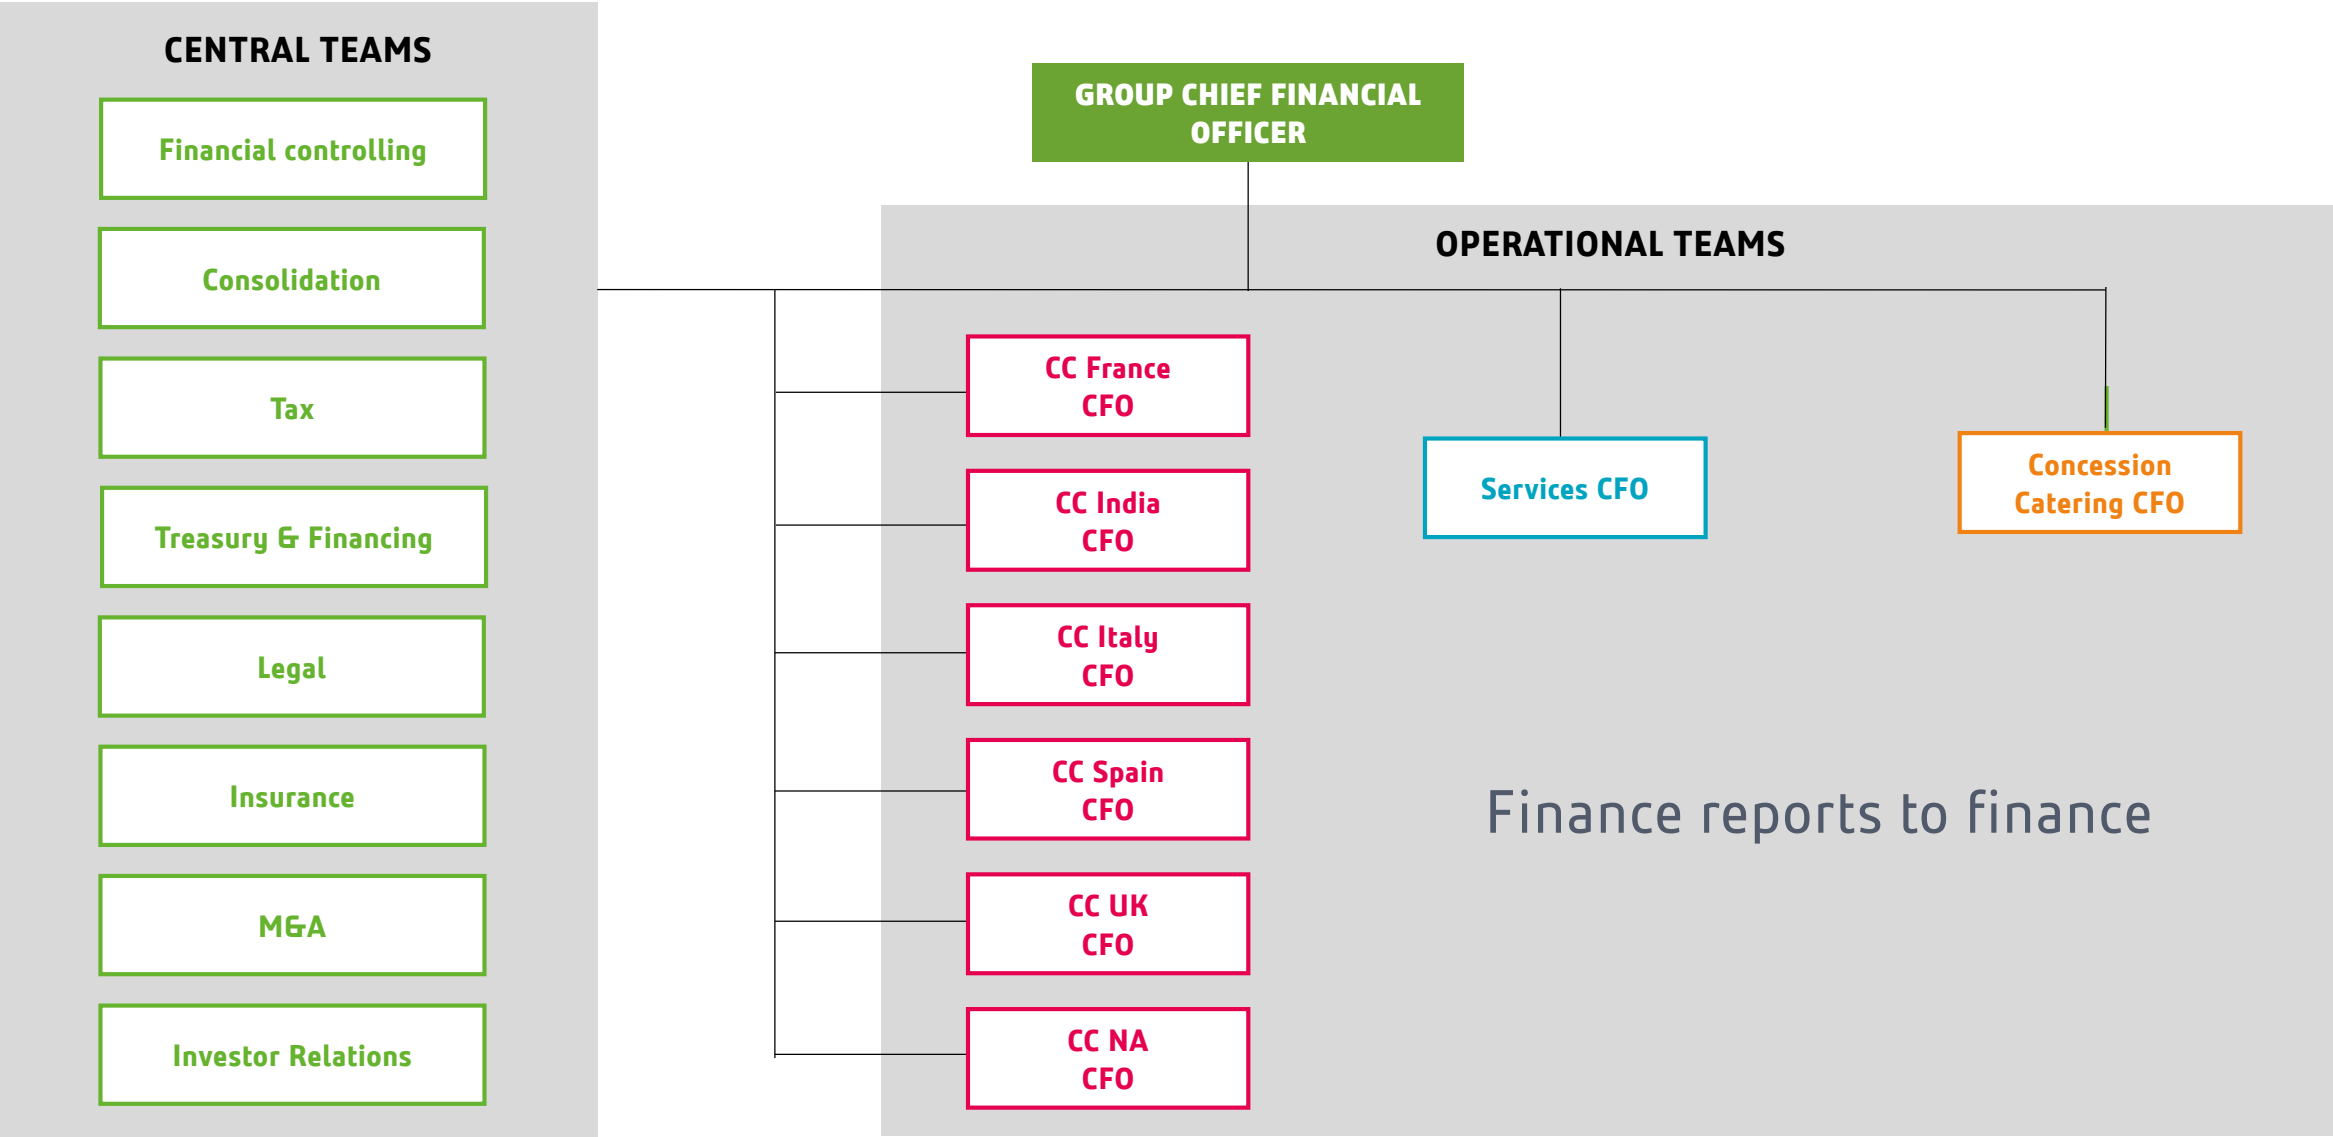 CENTRAL TEAMS
Financial controlling
Consolidation
Tax
Treasury & Financing
Legal
Insurance
M&A
Investor Relations
GROUP CHIEF FINANCIAL
OFFICER
OPERATIONAL TEAMS
CC France
CFO
CC India
CFO
CC Italy
CFO
CC Spain
CFO
CC UK
CFO
CC NA
CFO
Services CFO
Concession
Catering CFO
Finance reports to finance